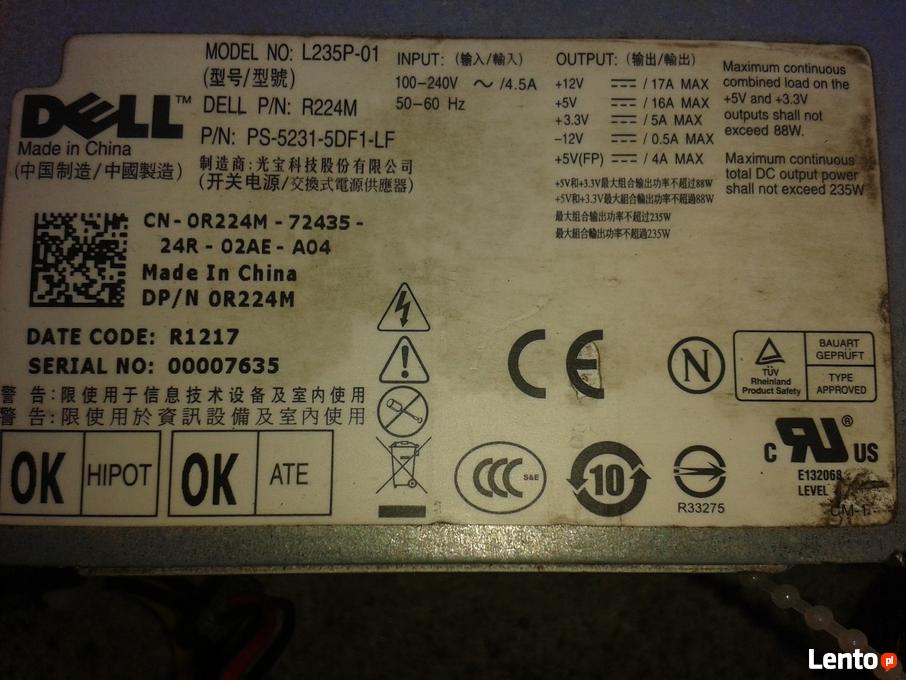 MODEL NO: L235P-01
(型号/型號)
DELL P/N: R224M
P/N: PS-5231-5DF1-LF
制造商:光宝科技股份有限公司
(开关电源/交換式電源供應器)
DELL™
Made in China
(中国制造/中國製造)
INPUT: (输入/輸入)
100-240V ～ /4.5A
50-60 Hz
OUTPUT: (输出/輸出)
+12V ⎓ / 17A MAX
+5V ⎓ / 16A MAX
+3.3V ⎓ / 5A MAX
-12V ⎓ / 0.5A MAX
+5V(FP) ⎓ / 4A MAX
+5V和+3.3V最大组合输出功率不超过88W
+5V和+3.3V最大組合輸出功率不超過88W
最大组合输出功率不超过235W
最大組合輸出功率不超過235W
Maximum continuous
combined load on the
+5V and +3.3V
outputs shall not
exceed 88W.
Maximum continuous
total DC output power
shall not exceed 235W
CN- 0R224M - 72435 -
24R - 02AE - A04
Made In China
DP/N 0R224M
DATE CODE: R1217
SERIAL NO: 00007635
警 告:限使用于信息技术设备及室内使用
警 告:限使用於資訊設備及室內使用
OK HIPOT
OK ATE
CE
N
TÜV
Rheinland
Product Safety
BAUART
GEPRÜFT
TYPE
APPROVED
CCC S&E
10
R33275
C RU® US
E132068
LEVEL
CM-1
Lento pl